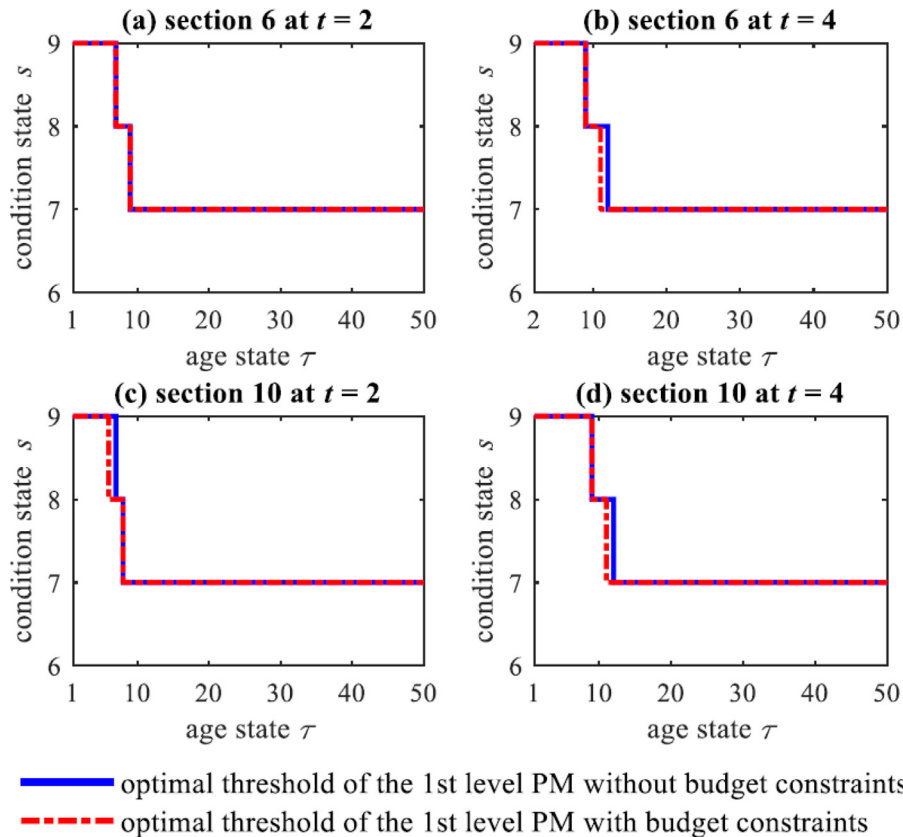 (a) section 6 at t = 2
9
8
7
6
condition state s
1 10 20 30 40 50
age state τ
(b) section 6 at t = 4
9
8
7
6
condition state s
2 10 20 30 40 50
age state τ
(c) section 10 at t = 2
9
8
7
6
condition state s
1 10 20 30 40 50
age state τ
(d) section 10 at t = 4
9
8
7
6
condition state s
1 10 20 30 40 50
age state τ
optimal threshold of the 1st level PM without budget constraints
optimal threshold of the 1st level PM with budget constraints